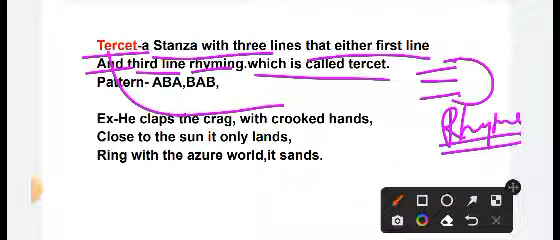 Tercet-a Stanza with three lines that either first line
And third line rhyming.which is called tercet.
Pattern- ABA,BAB,
Rhyme
Ex-He claps the crag, with crooked hands,
Close to the sun it only lands,
Ring with the azure world,it sands.